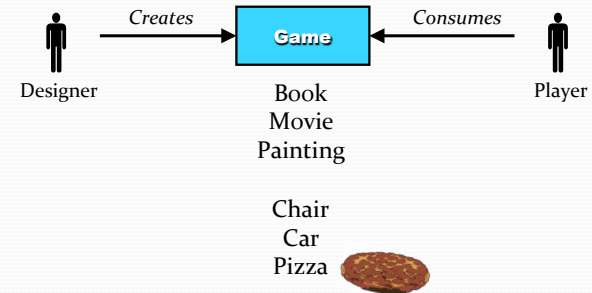 Creates
Game
Consumes
Designer
Player
Book
Movie
Painting
Chair
Car
Pizza